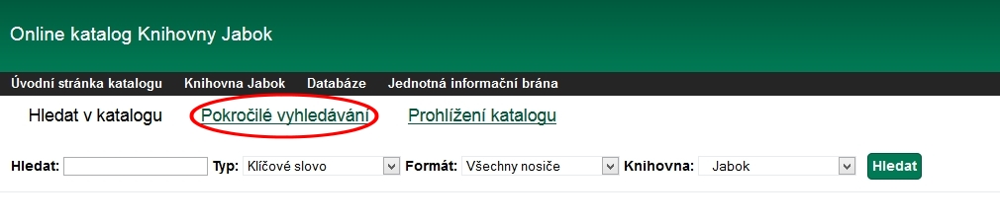 Online katalog Knihovny Jabok
Úvodní stránka katalogu Knihovna Jabok Databáze Jednotná informační brána
Hledat v katalogu Pokročilé vyhledávání Prohlížení katalogu
Hledat: Typ: Klíčové slovo Formát: Všechny nosiče Knihovna: Jabok Hledat